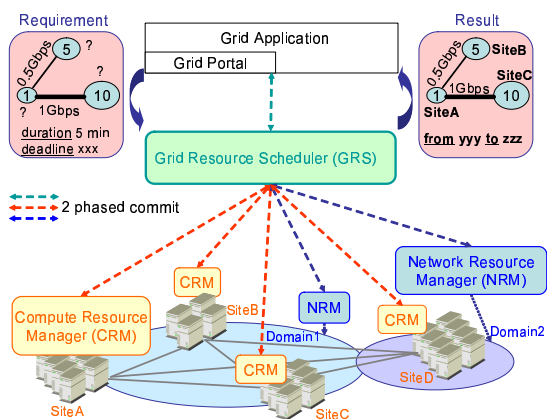 Requirement
Result
Grid Application
Grid Portal
?
5
?
0.5Gbps
1
1Gbps
10
?
duration 5 min
deadline xxx
5
SiteB
0.5Gbps
SiteC
1
1Gbps
10
SiteA
from yyy to zzz
Grid Resource Scheduler (GRS)
2 phased commit
Network Resource
Manager (NRM)
CRM
SiteB
NRM
CRM
Compute Resource
Manager (CRM)
Domain1
Domain2
CRM
SiteD
SiteA
SiteC